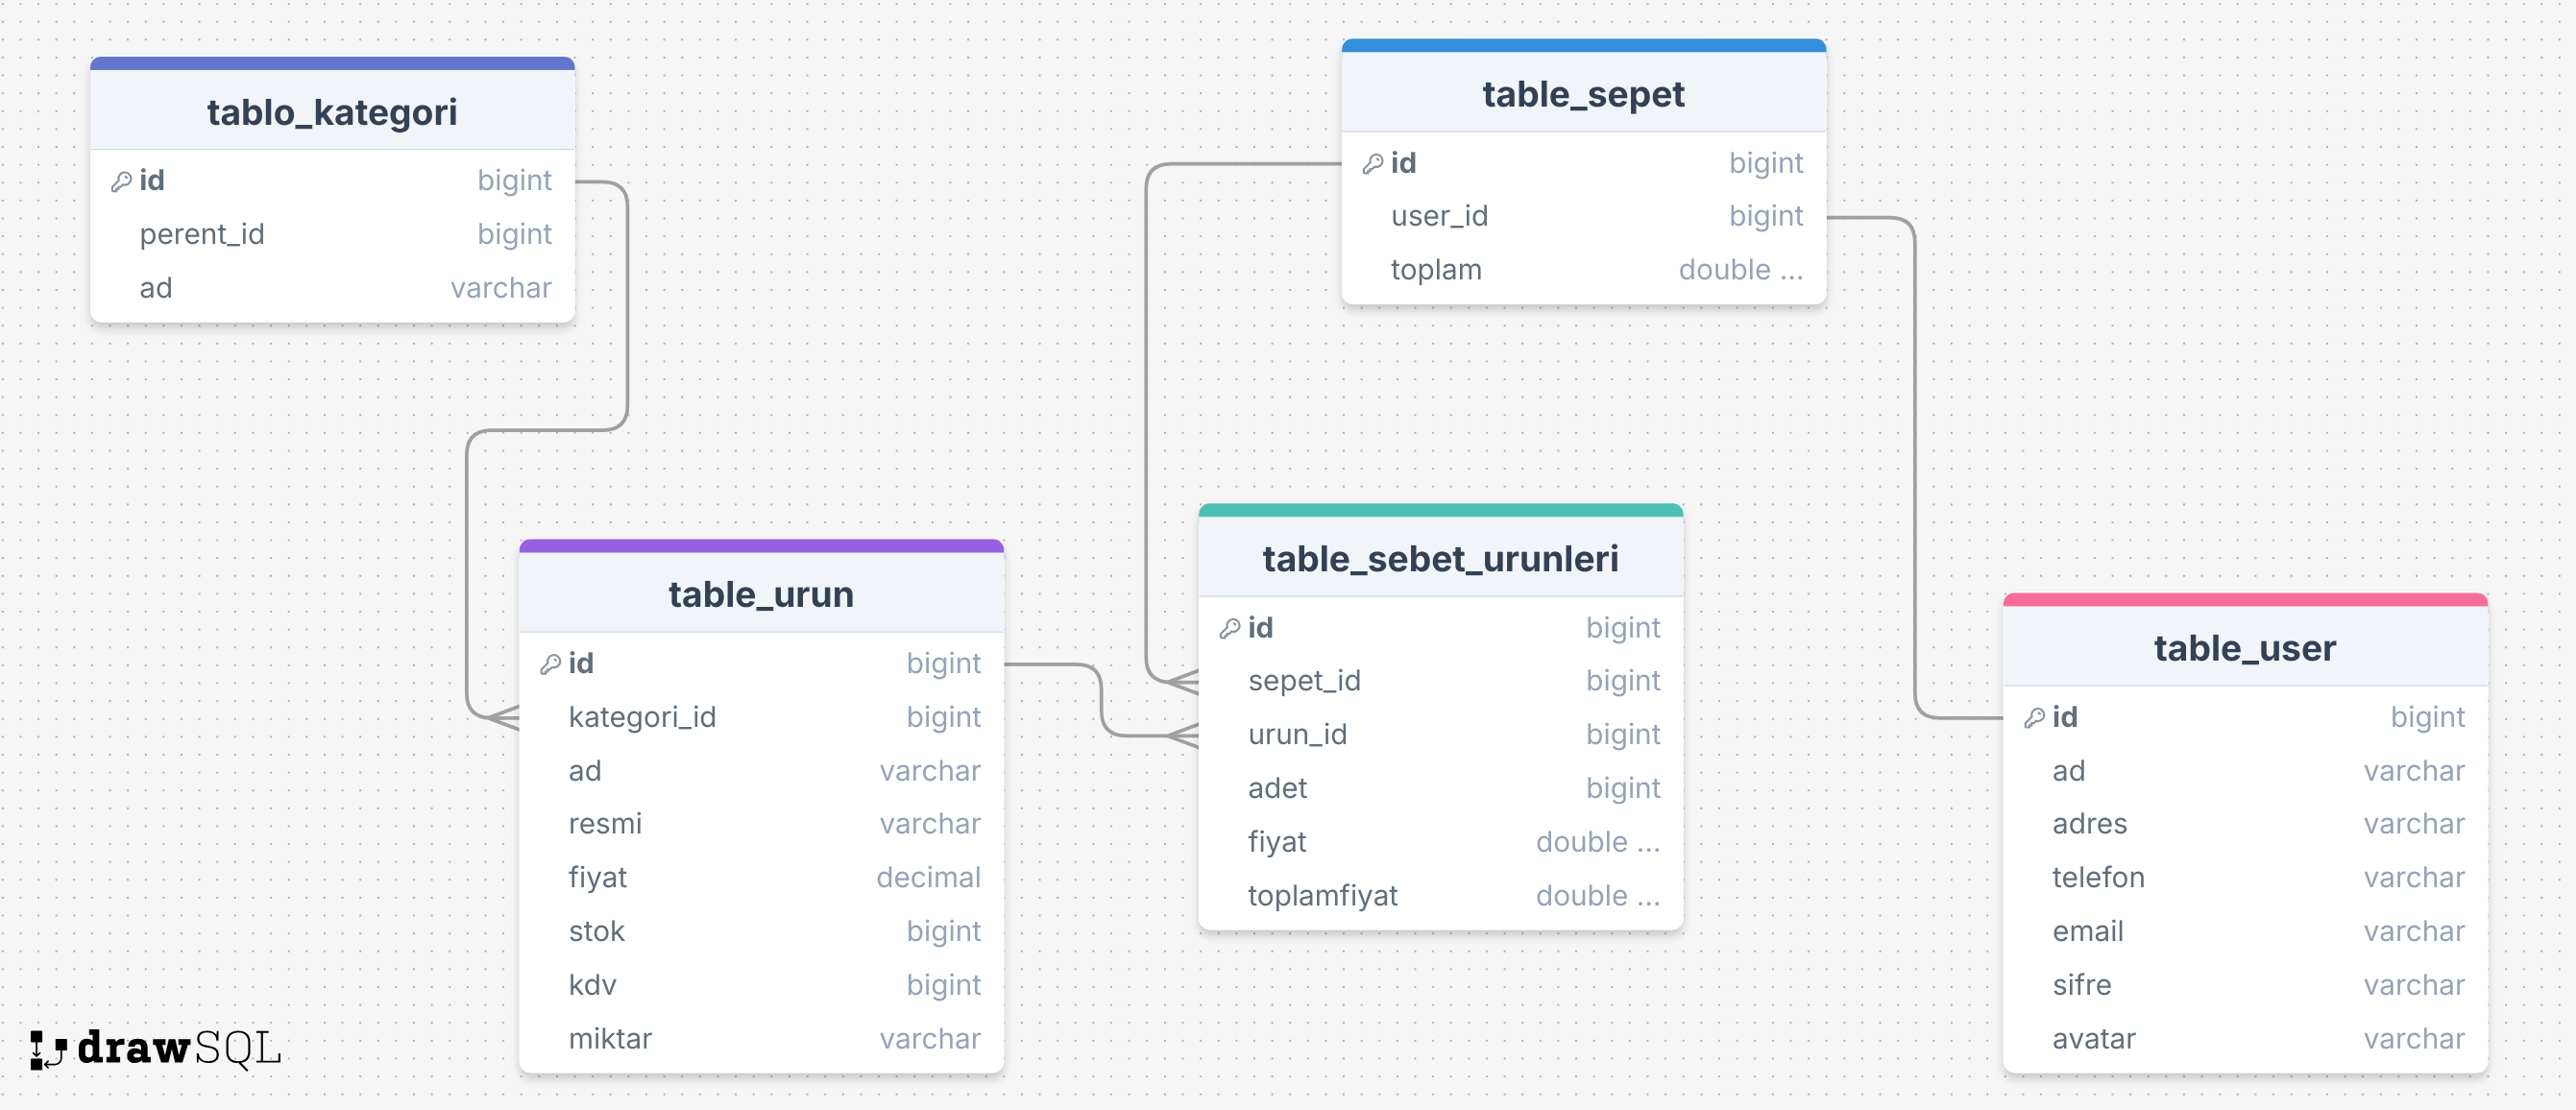 tablo_kategori
id bigint
perent_id bigint
ad varchar
table_sepet
id bigint
user_id bigint
toplam double ...
table_urun
id bigint
kategori_id bigint
ad varchar
resmi varchar
fiyat decimal
stok bigint
kdv bigint
miktar varchar
table_sebet_urunleri
id bigint
sepet_id bigint
urun_id bigint
adet bigint
fiyat double ...
toplamfiyat double ...
table_user
id bigint
ad varchar
adres varchar
telefon varchar
email varchar
sifre varchar
avatar varchar
drawSQL